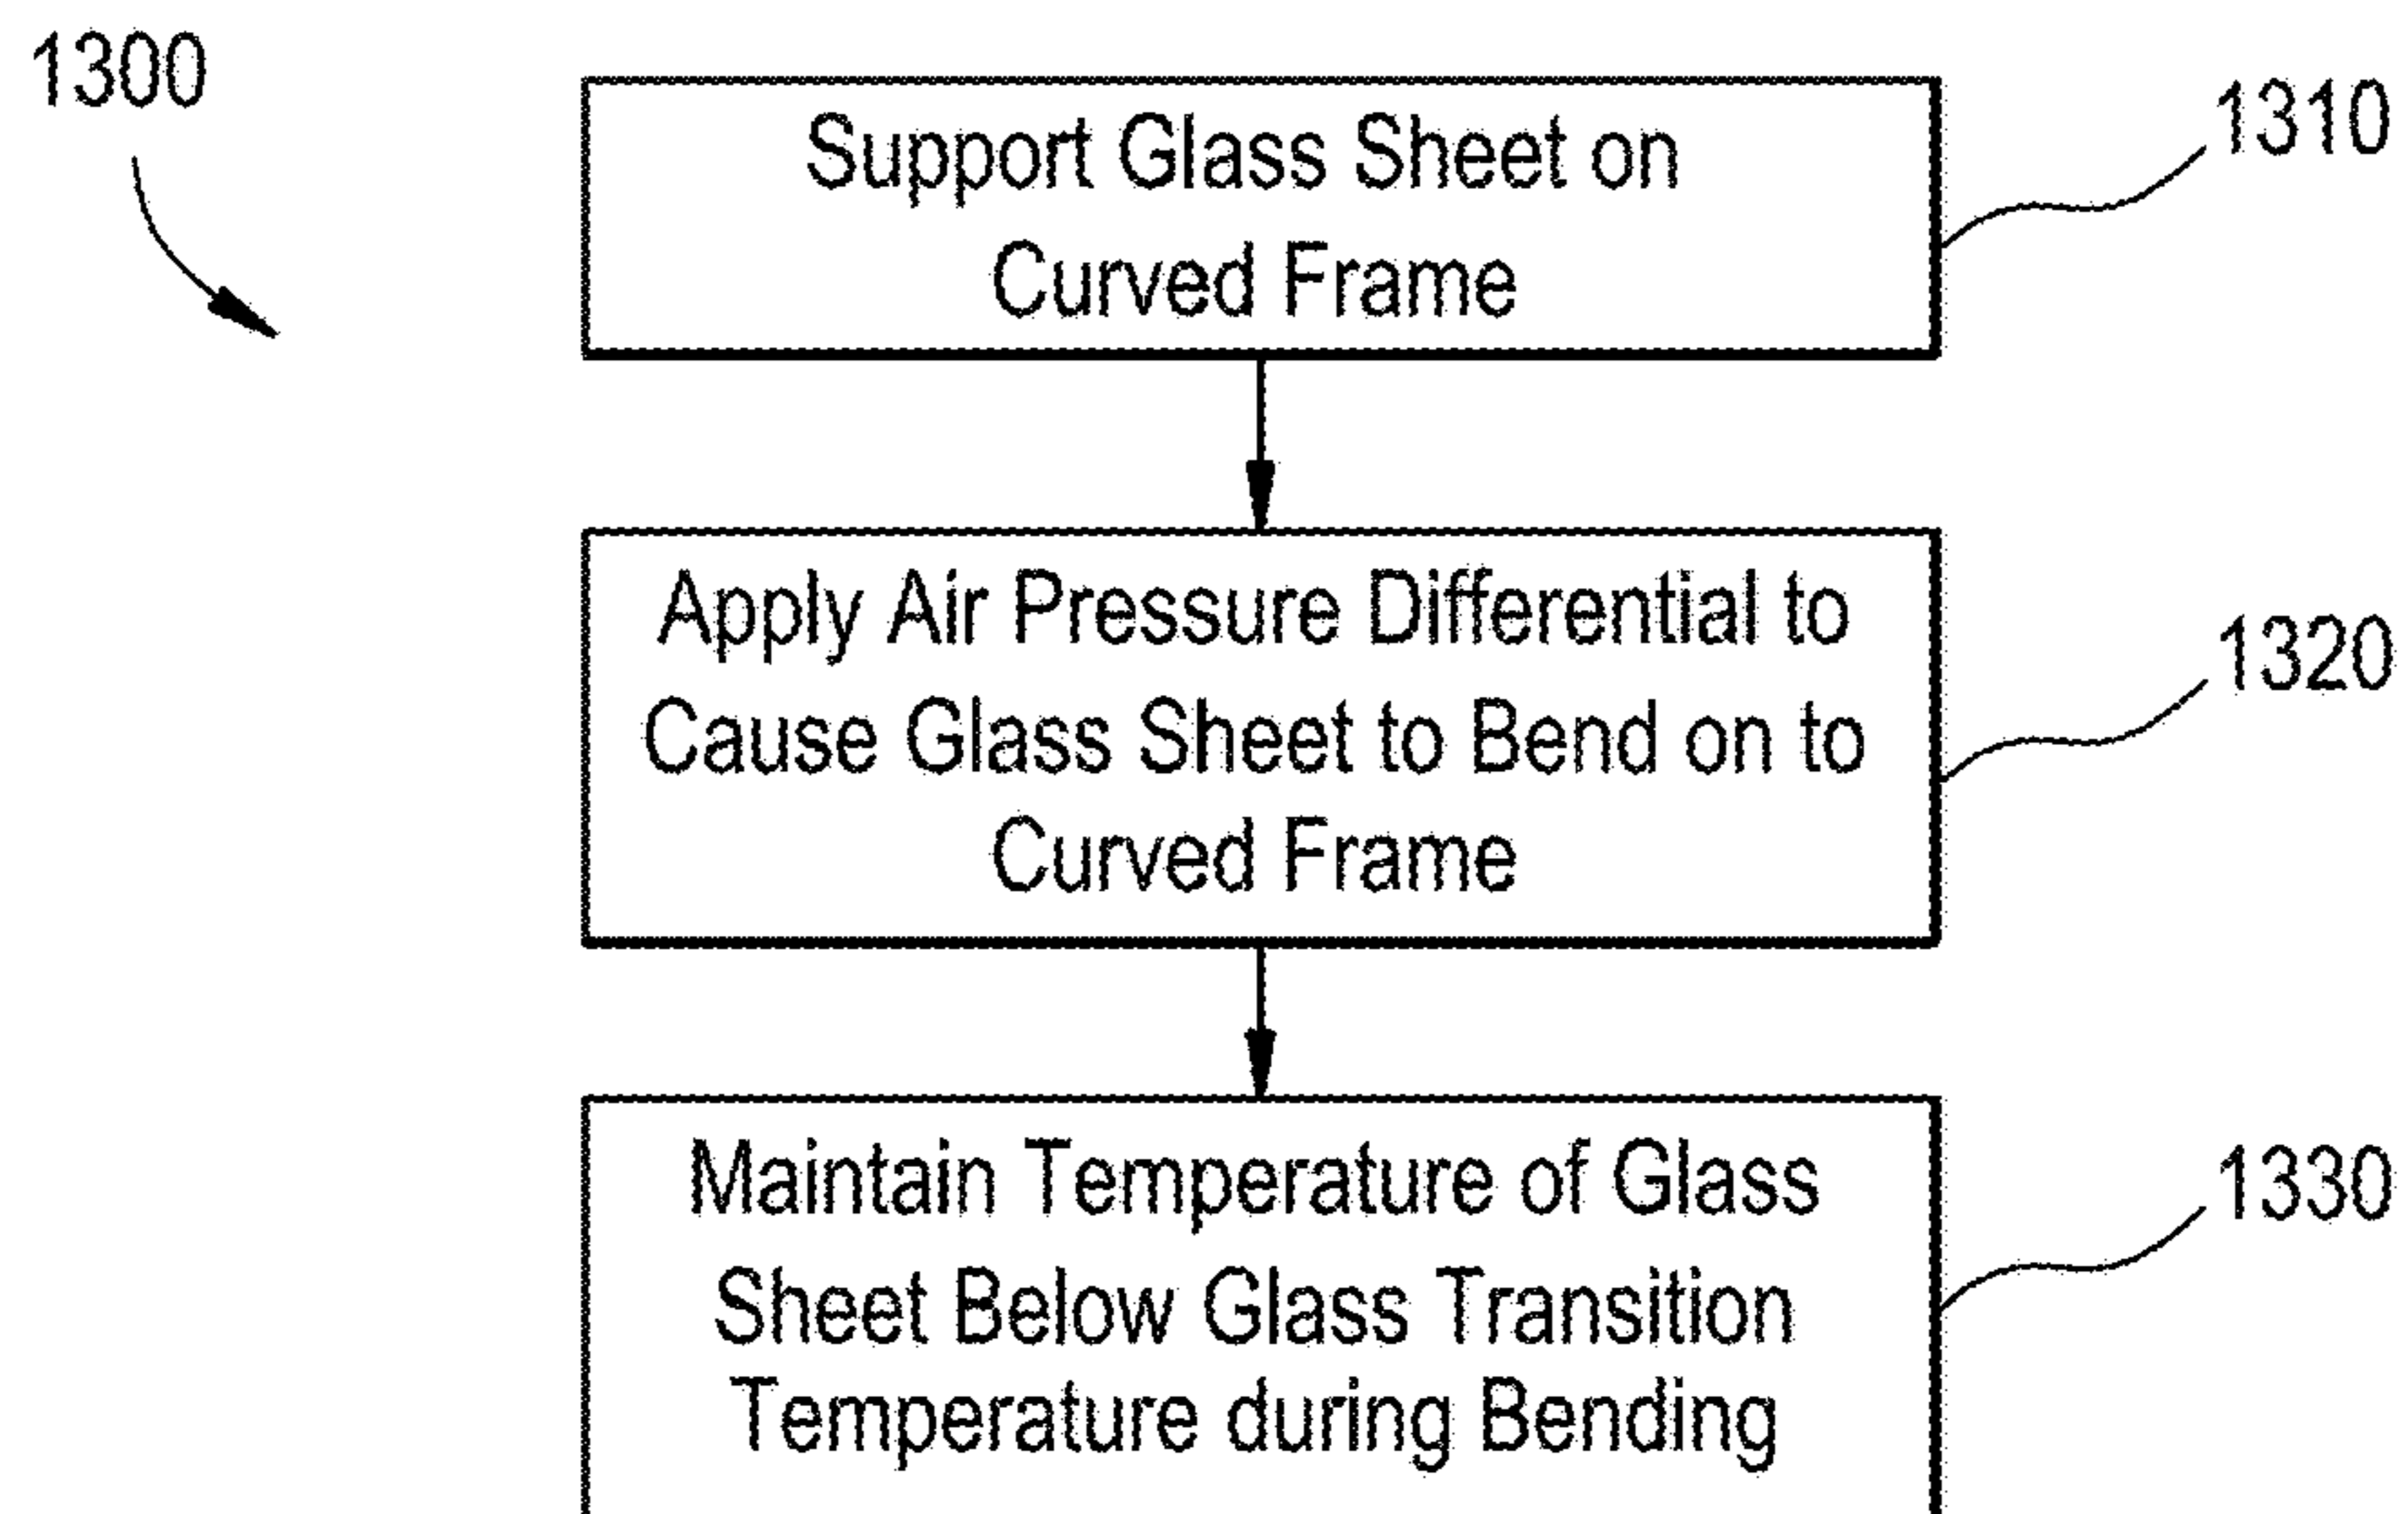 1300
Support Glass Sheet on
Curved Frame
1310
Apply Air Pressure Differential to
Cause Glass Sheet to Bend on to
Curved Frame
1320
Maintain Temperature of Glass
Sheet Below Glass Transition
Temperature during Bending
1330